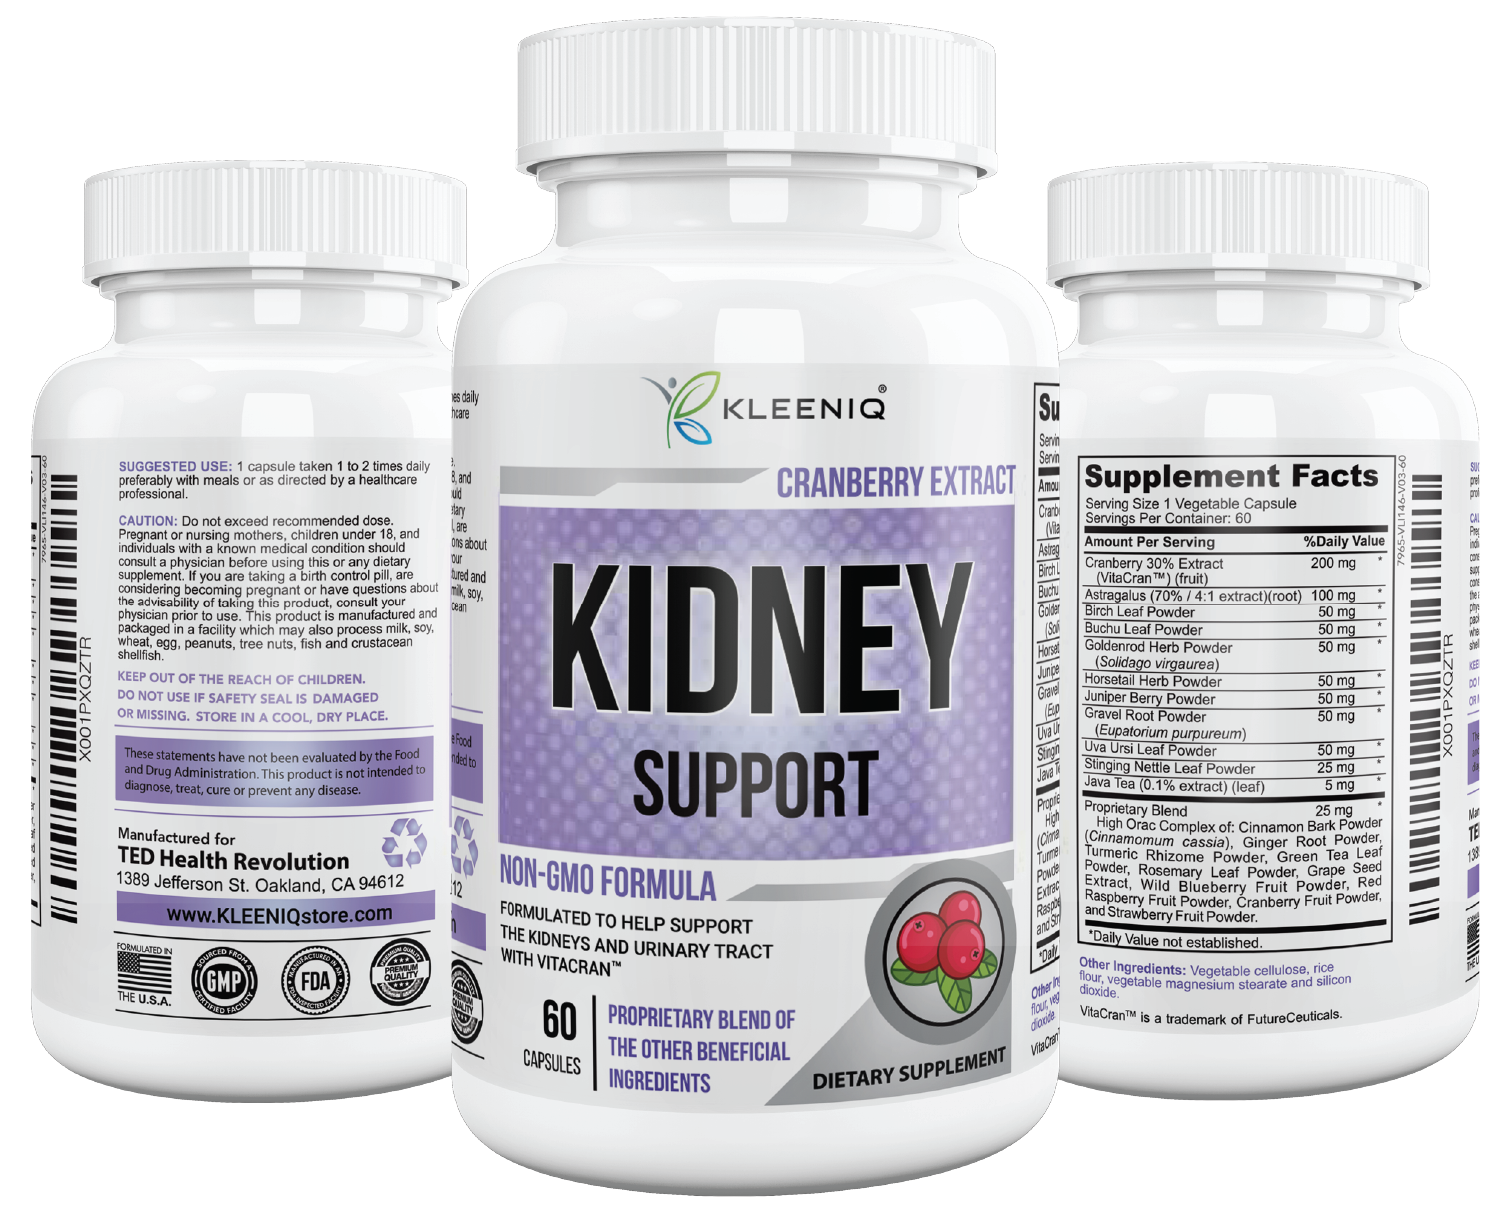 SUGGESTED USE: 1 capsule taken 1 to 2 times daily
preferably with meals or as directed by a healthcare
professional.
CAUTION: Do not exceed recommended dose.
Pregnant or nursing mothers, children under 18, and
individuals with a known medical condition should
consult a physician before using this or any dietary
supplement. If you are taking a birth control pill, are
considering becoming pregnant or have questions about
the advisability of taking this product, consult your
physician prior to use. This product is manufactured and
packaged in a facility which may also process milk, soy,
wheat, egg, peanuts, tree nuts, fish and crustacean
shellfish.
KEEP OUT OF THE REACH OF CHILDREN.
DO NOT USE IF SAFETY SEAL IS DAMAGED
OR MISSING. STORE IN A COOL, DRY PLACE.
These statements have not been evaluated by the Food
and Drug Administration. This product is not intended to
diagnose, treat, cure or prevent any disease.
Manufactured for
TED Health Revolution
1389 Jefferson St. Oakland, CA 94612
www.KLEENIQstore.com
FORMULATED IN
THE U.S.A.
SOURCED FROM A
GMP
CERTIFIED FACILITY
MANUFACTURED IN AN
FDA
INSPECTED FACILITY
PREMIUM QUALITY
PREMIUM
QUALITY
7965-VLI146-V03-60
X001PXQZTR
KLEENIQ®
CRANBERRY EXTRACT
KIDNEY
SUPPORT
NON-GMO FORMULA
FORMULATED TO HELP SUPPORT
THE KIDNEYS AND URINARY TRACT
WITH VITACRAN™
60
CAPSULES
PROPRIETARY BLEND OF
THE OTHER BENEFICIAL
INGREDIENTS
DIETARY SUPPLEMENT
Supplement Facts
Serving Size 1 Vegetable Capsule
Servings Per Container: 60
Amount Per Serving %Daily Value
Cranberry 30% Extract 200 mg *
(VitaCran™) (fruit)
Astragalus (70% / 4:1 extract)(root) 100 mg *
Birch Leaf Powder 50 mg *
Buchu Leaf Powder 50 mg *
Goldenrod Herb Powder 50 mg *
(Solidago virgaurea)
Horsetail Herb Powder 50 mg *
Juniper Berry Powder 50 mg *
Gravel Root Powder 50 mg *
(Eupatorium purpureum)
Uva Ursi Leaf Powder 50 mg *
Stinging Nettle Leaf Powder 25 mg *
Java Tea (0.1% extract) (leaf) 5 mg *
Proprietary Blend 25 mg *
High Orac Complex of: Cinnamon Bark Powder
(Cinnamomum cassia), Ginger Root Powder,
Turmeric Rhizome Powder, Green Tea Leaf
Powder, Rosemary Leaf Powder, Grape Seed
Extract, Wild Blueberry Fruit Powder, Red
Raspberry Fruit Powder, Cranberry Fruit Powder,
and Strawberry Fruit Powder.
*Daily Value not established.
Other Ingredients: Vegetable cellulose, rice
flour, vegetable magnesium stearate and silicon
dioxide.
VitaCran™ is a trademark of FutureCeuticals.
7965-VLI146-V03-60
X001PXQZTR